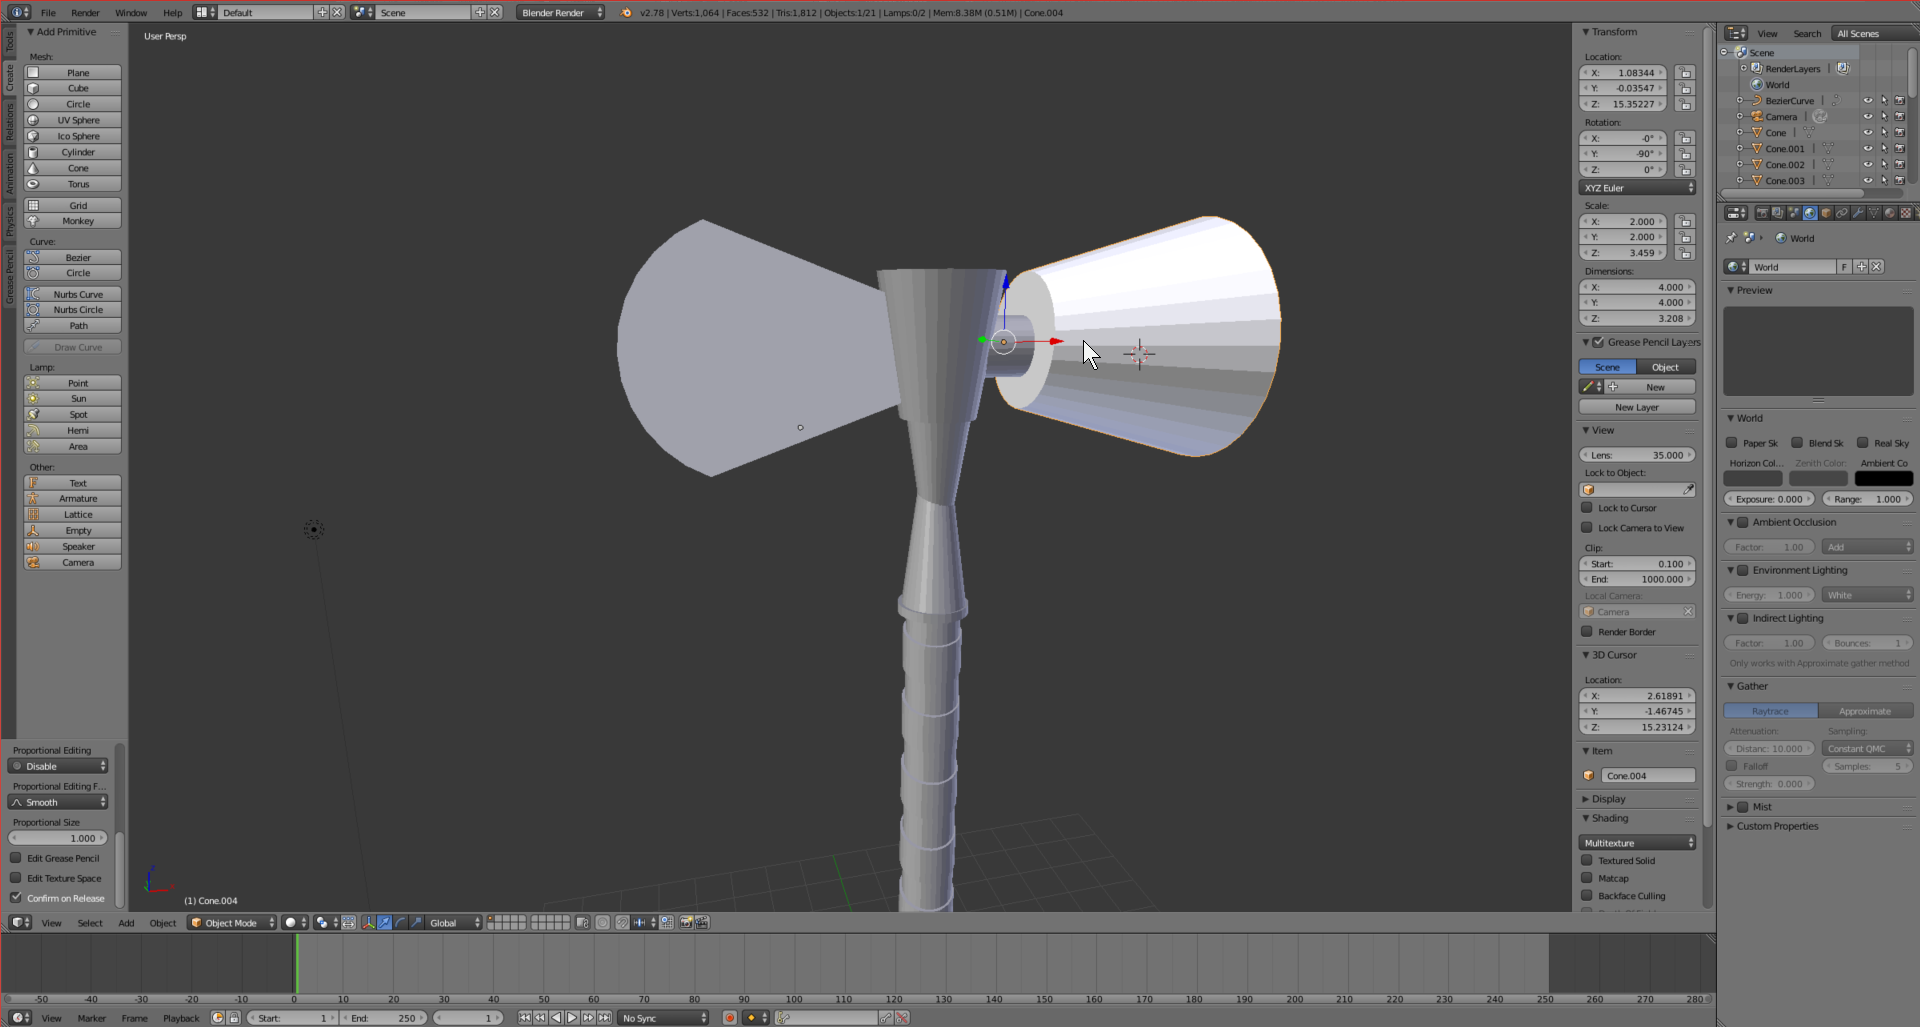 File Render Window Help Default Scene Blender Render v2.78 | Verts:1,064 | Faces:532 | Tris:1,812 | Objects:1/21 | Lamps:0/2 | Mem:8.38M (0.51M) | Cone.004
Tools
Create
Relations
Animation
Physics
Grease Pencil
Add Primitive
Mesh:
Plane
Cube
Circle
UV Sphere
Ico Sphere
Cylinder
Cone
Torus
Grid
Monkey
Curve:
Bezier
Circle
Nurbs Curve
Nurbs Circle
Path
Draw Curve
Lamp:
Point
Sun
Spot
Hemi
Area
Other:
Text
Armature
Lattice
Empty
Speaker
Camera
Proportional Editing
Disable
Proportional Editing F...
Smooth
Proportional Size
1.000
Edit Grease Pencil
Edit Texture Space
Confirm on Release
User Persp
(1) Cone.004
Transform
Location:
X: 1.08344
Y: -0.03547
Z: 15.35227
Rotation:
X: -0°
Y: -90°
Z: 0°
XYZ Euler
Scale:
X: 2.000
Y: 2.000
Z: 3.459
Dimensions:
X: 4.000
Y: 4.000
Z: 3.208
Grease Pencil Layers
Scene Object
New
New Layer
View
Lens: 35.000
Lock to Object:
Lock to Cursor
Lock Camera to View
Clip:
Start: 0.100
End: 1000.000
Local Camera:
Camera
Render Border
3D Cursor
Location:
X: 2.61891
Y: -1.46745
Z: 15.23124
Item
Cone.004
Display
Shading
Multitexture
Textured Solid
Matcap
Backface Culling
View Search All Scenes
Scene
RenderLayers |
World
BezierCurve |
Camera |
Cone |
Cone.001 |
Cone.002 |
Cone.003 |
World
World F
Preview
World
Paper Sk Blend Sk Real Sky
Horizon Col... Zenith Color: Ambient Co
Exposure: 0.000 Range: 1.000
Ambient Occlusion
Factor: 1.00 Add
Environment Lighting
Energy: 1.000 White
Indirect Lighting
Factor: 1.00 Bounces: 1
Only works with Approximate gather method
Gather
Raytrace Approximate
Attenuation: Sampling:
Distanc: 10.000 Constant QMC
Falloff Samples: 5
Strength: 0.000
Mist
Custom Properties
View Select Add Object Object Mode Global
-50 -40 -30 -20 -10 0 10 20 30 40 50 60 70 80 90 100 110 120 130 140 150 160 170 180 190 200 210 220 230 240 250 260 270 280
View Marker Frame Playback Start: 1 End: 250 1 No Sync